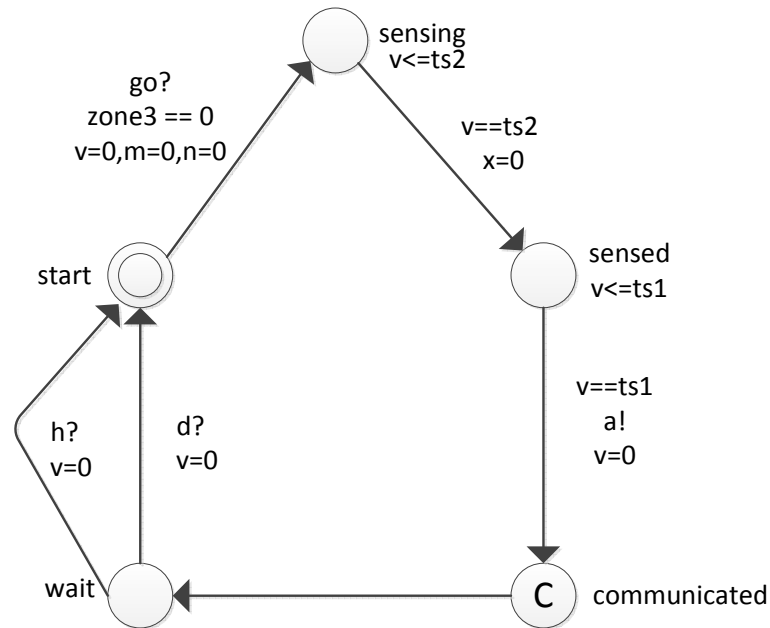 sensing
v<=ts2
go?
zone3 == 0
v=0,m=0,n=0
v==ts2
x=0
start
sensed
v<=ts1
v==ts1
a!
v=0
h?
v=0
d?
v=0
wait
C
communicated